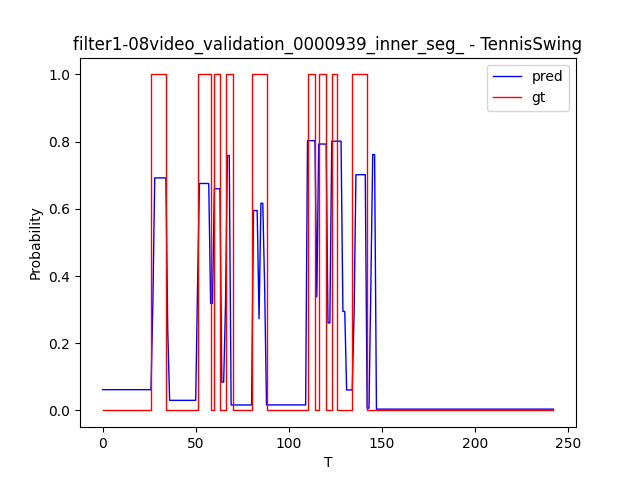 filter1-08video_validation_0000939_inner_seg_ - TennisSwing
pred
gt
1.0
0.8
0.6
0.4
0.2
0.0
Probability
0
50
100
150
200
250
T